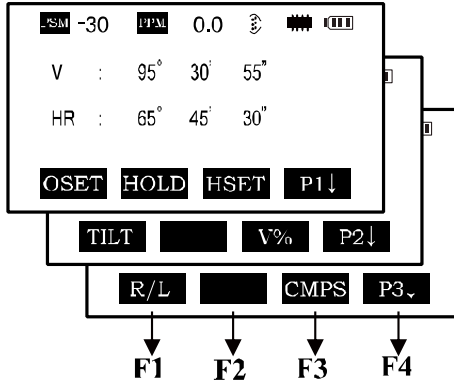 PSM -30 PPM 0.0
V : 95° 30' 55"
HR : 65° 45' 30"
OSET HOLD HSET P1↓
TILT V% P2↓
R/L CMPS P3↓
F1 F2 F3 F4